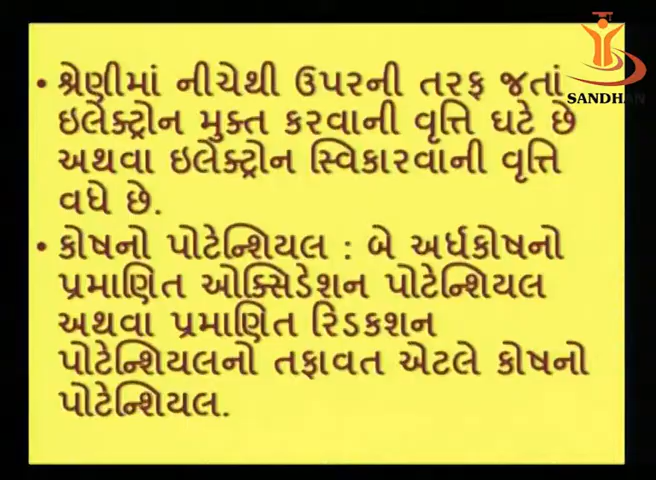 • શ્રેણીમાં નીચેથી ઉપરની તરફ જતાં
ઇલેક્ટ્રોન મુક્ત કરવાની વૃત્તિ ઘટે છે
અથવા ઇલેક્ટ્રોન સ્વિકારવાની વૃત્તિ
વધે છે.
• કોષનો પોટેન્શિયલ : બે અર્ધકોષનો
પ્રમાણિત ઓક્સિડેશન પોટેન્શિયલ
અથવા પ્રમાણિત રિડકશન
પોટેન્શિયલનો તફાવત એટલે કોષનો
પોટેન્શિયલ.
SANDHAN